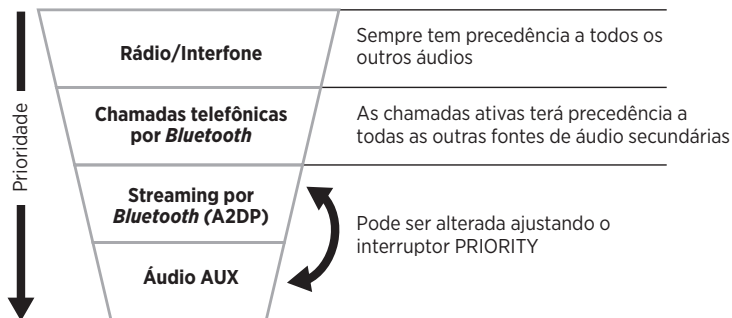 Prioridade
Rádio/Interfone
Sempre tem precedência a todos os
outros áudios
Chamadas telefônicas
por Bluetooth
As chamadas ativas terá precedência a
todas as outras fontes de áudio secundárias
Streaming por
Bluetooth (A2DP)
Pode ser alterada ajustando o
interruptor PRIORITY
Áudio AUX